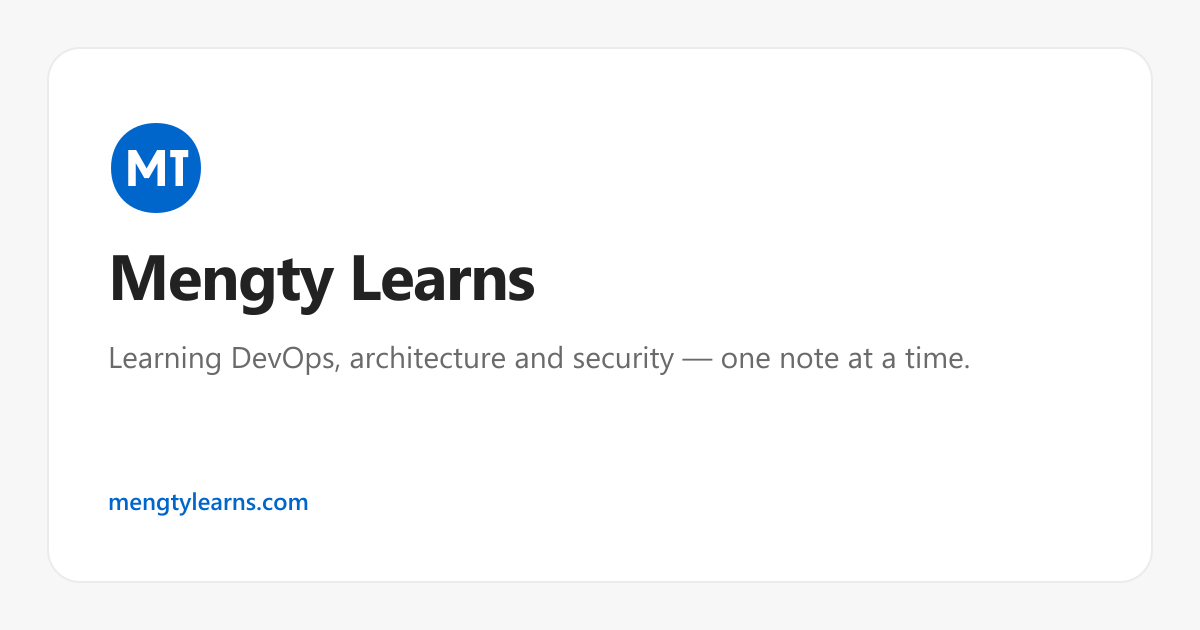 MT
Mengty Learns
Learning DevOps, architecture and security — one note at a time.
mengtylearns.com